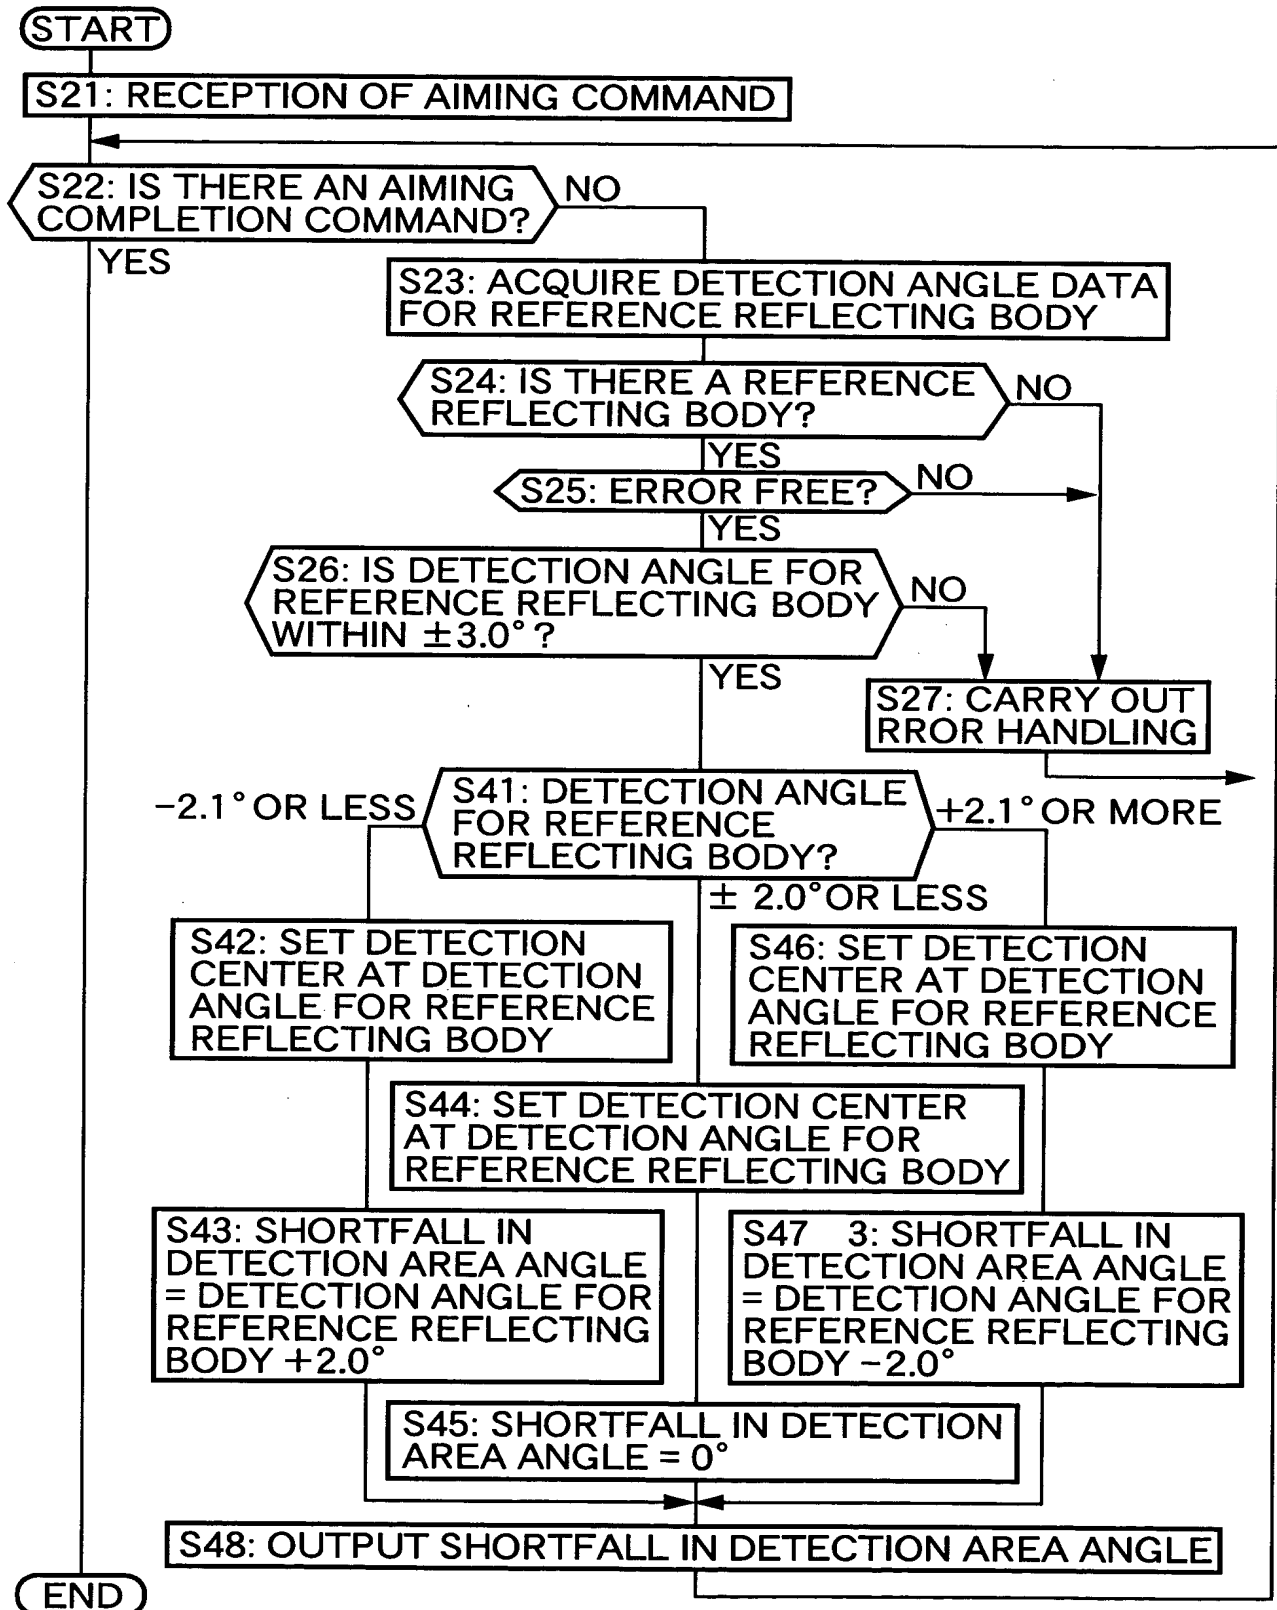 START
S21: RECEPTION OF AIMING COMMAND
S22: IS THERE AN AIMING
COMPLETION COMMAND?
NO
YES
S23: ACQUIRE DETECTION ANGLE DATA
FOR REFERENCE REFLECTING BODY
S24: IS THERE A REFERENCE
REFLECTING BODY?
NO
YES
S25: ERROR FREE?
NO
YES
S26: IS DETECTION ANGLE FOR
REFERENCE REFLECTING BODY
WITHIN ±3.0°?
NO
YES
S27: CARRY OUT
RROR HANDLING
S41: DETECTION ANGLE
FOR REFERENCE
REFLECTING BODY?
−2.1° OR LESS
+2.1° OR MORE
± 2.0° OR LESS
S42: SET DETECTION
CENTER AT DETECTION
ANGLE FOR REFERENCE
REFLECTING BODY
S46: SET DETECTION
CENTER AT DETECTION
ANGLE FOR REFERENCE
REFLECTING BODY
S44: SET DETECTION CENTER
AT DETECTION ANGLE FOR
REFERENCE REFLECTING BODY
S43: SHORTFALL IN
DETECTION AREA ANGLE
= DETECTION ANGLE FOR
REFERENCE REFLECTING
BODY +2.0°
S47 3: SHORTFALL IN
DETECTION AREA ANGLE
= DETECTION ANGLE FOR
REFERENCE REFLECTING
BODY −2.0°
S45: SHORTFALL IN DETECTION
AREA ANGLE = 0°
S48: OUTPUT SHORTFALL IN DETECTION AREA ANGLE
END